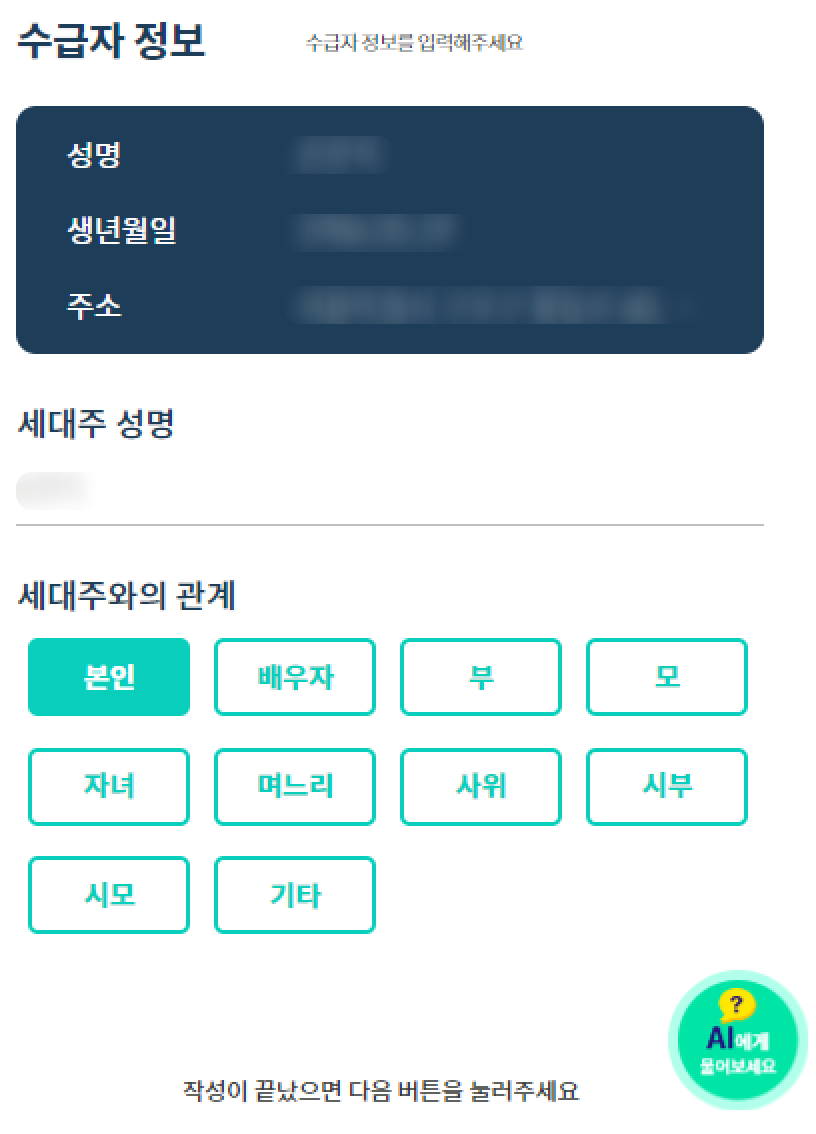 수급자 정보
수급자 정보를 입력해주세요
성명
생년월일
주소
세대주 성명
세대주와의 관계
본인 배우자 부 모
자녀 며느리 사위 시부
시모 기타
?
AI에게
물어보세요
작성이 끝났으면 다음 버튼을 눌러주세요